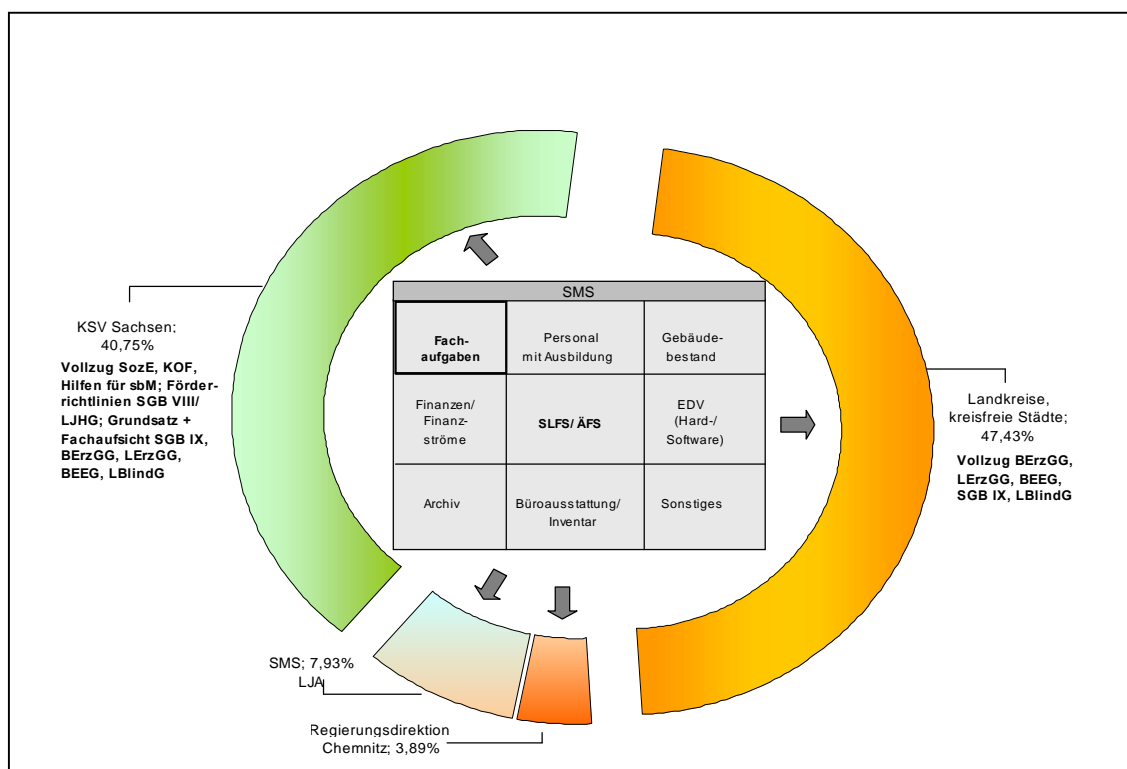 SMS
Fach-
aufgaben
Personal
mit Ausbildung
Gebäude-
bestand
Finanzen/
Finanz-
ströme
SLFS/ ÄFS
EDV
(Hard-/
Software)
Archiv
Büroausstattung/
Inventar
Sonstiges
KSV Sachsen;
40,75%
Vollzug SozE, KOF,
Hilfen für sbM; Förder-
richtlinien SGB VIII/
LJHG; Grundsatz +
Fachaufsicht SGB IX,
BErzGG, LErzGG,
BEEG, LBlindG
Landkreise,
kreisfreie Städte;
47,43%
Vollzug BErzGG,
LErzGG, BEEG,
SGB IX, LBlindG
SMS; 7,93%
LJA
Regierungsdirektion
Chemnitz; 3,89%